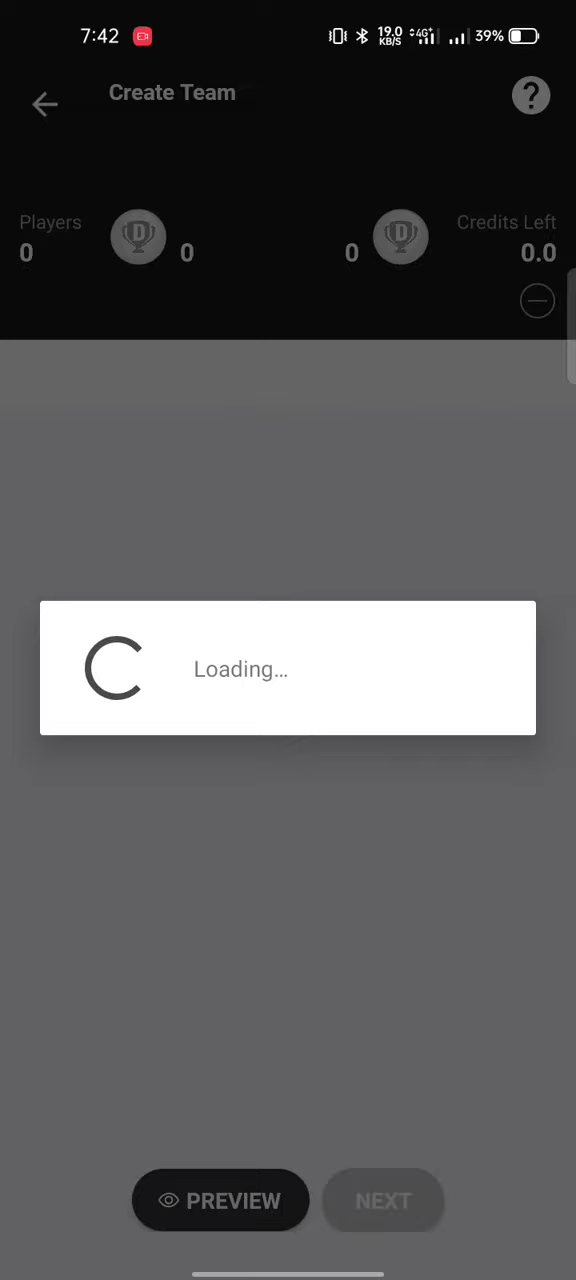 7:42 19.0 KB/S 4G+ 39%
Create Team
?
Players D D Credits Left
0 0 0 0.0
Loading...
PREVIEW NEXT